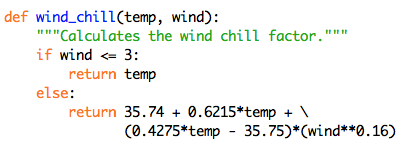 def wind_chill(temp, wind):
    """Calculates the wind chill factor."""
    if wind <= 3:
        return temp
    else:
        return 35.74 + 0.6215*temp + \
            (0.4275*temp - 35.75)*(wind**0.16)